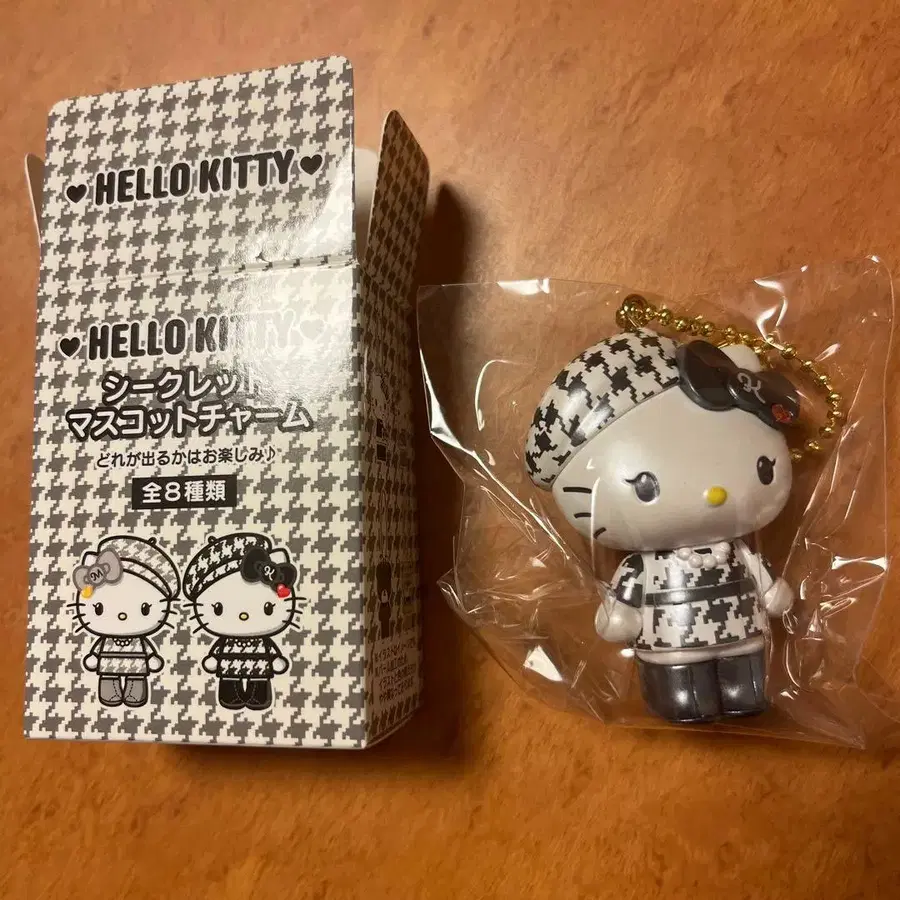 ♥ HELLO KITTY ♥
♥ HELLO KITTY ♥
シークレット
マスコットチャーム
どれが出るかはお楽しみ♪
全8種類
M
K
K